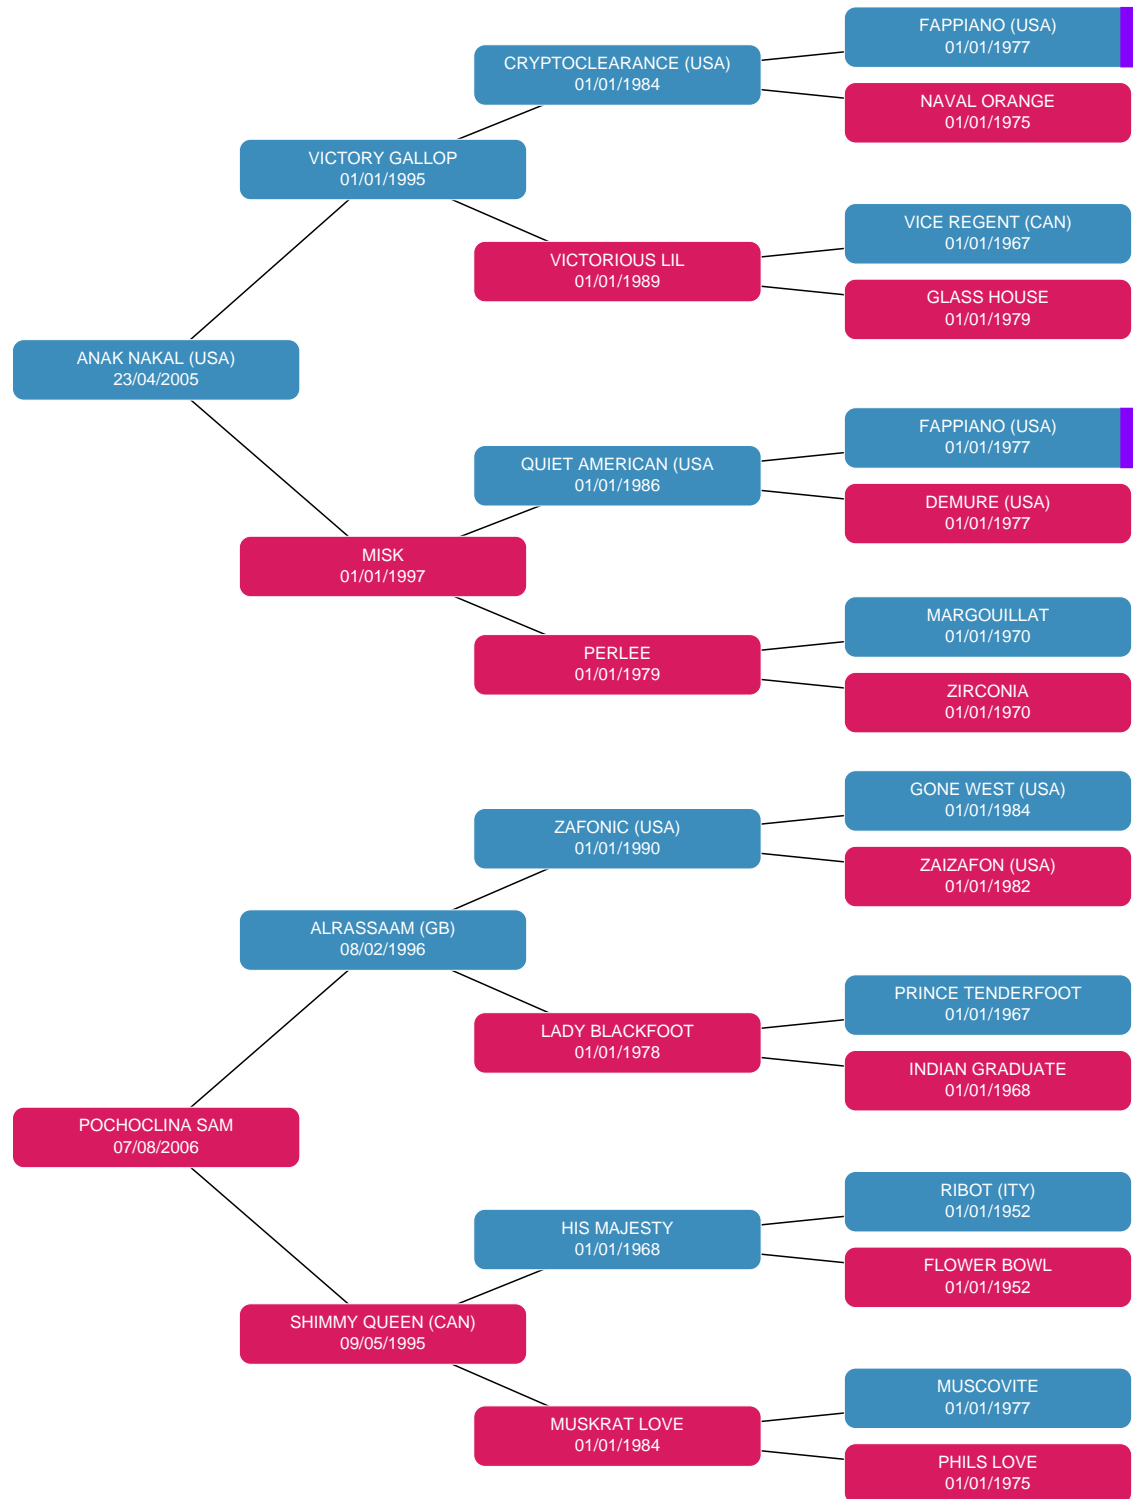 FAPPIANO (USA)
01/01/1977
CRYPTOCLEARANCE (USA)
01/01/1984
NAVAL ORANGE
01/01/1975
VICTORY GALLOP
01/01/1995
VICE REGENT (CAN)
01/01/1967
VICTORIOUS LIL
01/01/1989
GLASS HOUSE
01/01/1979
ANAK NAKAL (USA)
23/04/2005
FAPPIANO (USA)
01/01/1977
QUIET AMERICAN (USA
01/01/1986
DEMURE (USA)
01/01/1977
MISK
01/01/1997
MARGOUILLAT
01/01/1970
PERLEE
01/01/1979
ZIRCONIA
01/01/1970
GONE WEST (USA)
01/01/1984
ZAFONIC (USA)
01/01/1990
ZAIZAFON (USA)
01/01/1982
ALRASSAAM (GB)
08/02/1996
PRINCE TENDERFOOT
01/01/1967
LADY BLACKFOOT
01/01/1978
INDIAN GRADUATE
01/01/1968
POCHOCLINA SAM
07/08/2006
RIBOT (ITY)
01/01/1952
HIS MAJESTY
01/01/1968
FLOWER BOWL
01/01/1952
SHIMMY QUEEN (CAN)
09/05/1995
MUSCOVITE
01/01/1977
MUSKRAT LOVE
01/01/1984
PHILS LOVE
01/01/1975